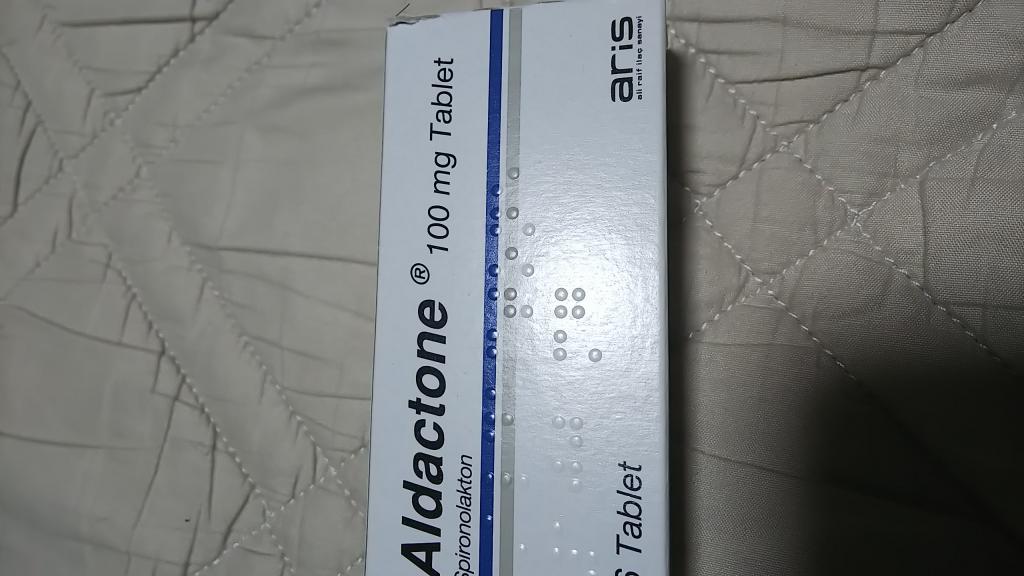 Aldactone® 100 mg Tablet
Spironolakton
Tablet
aris
ali raif ilaç sanayi